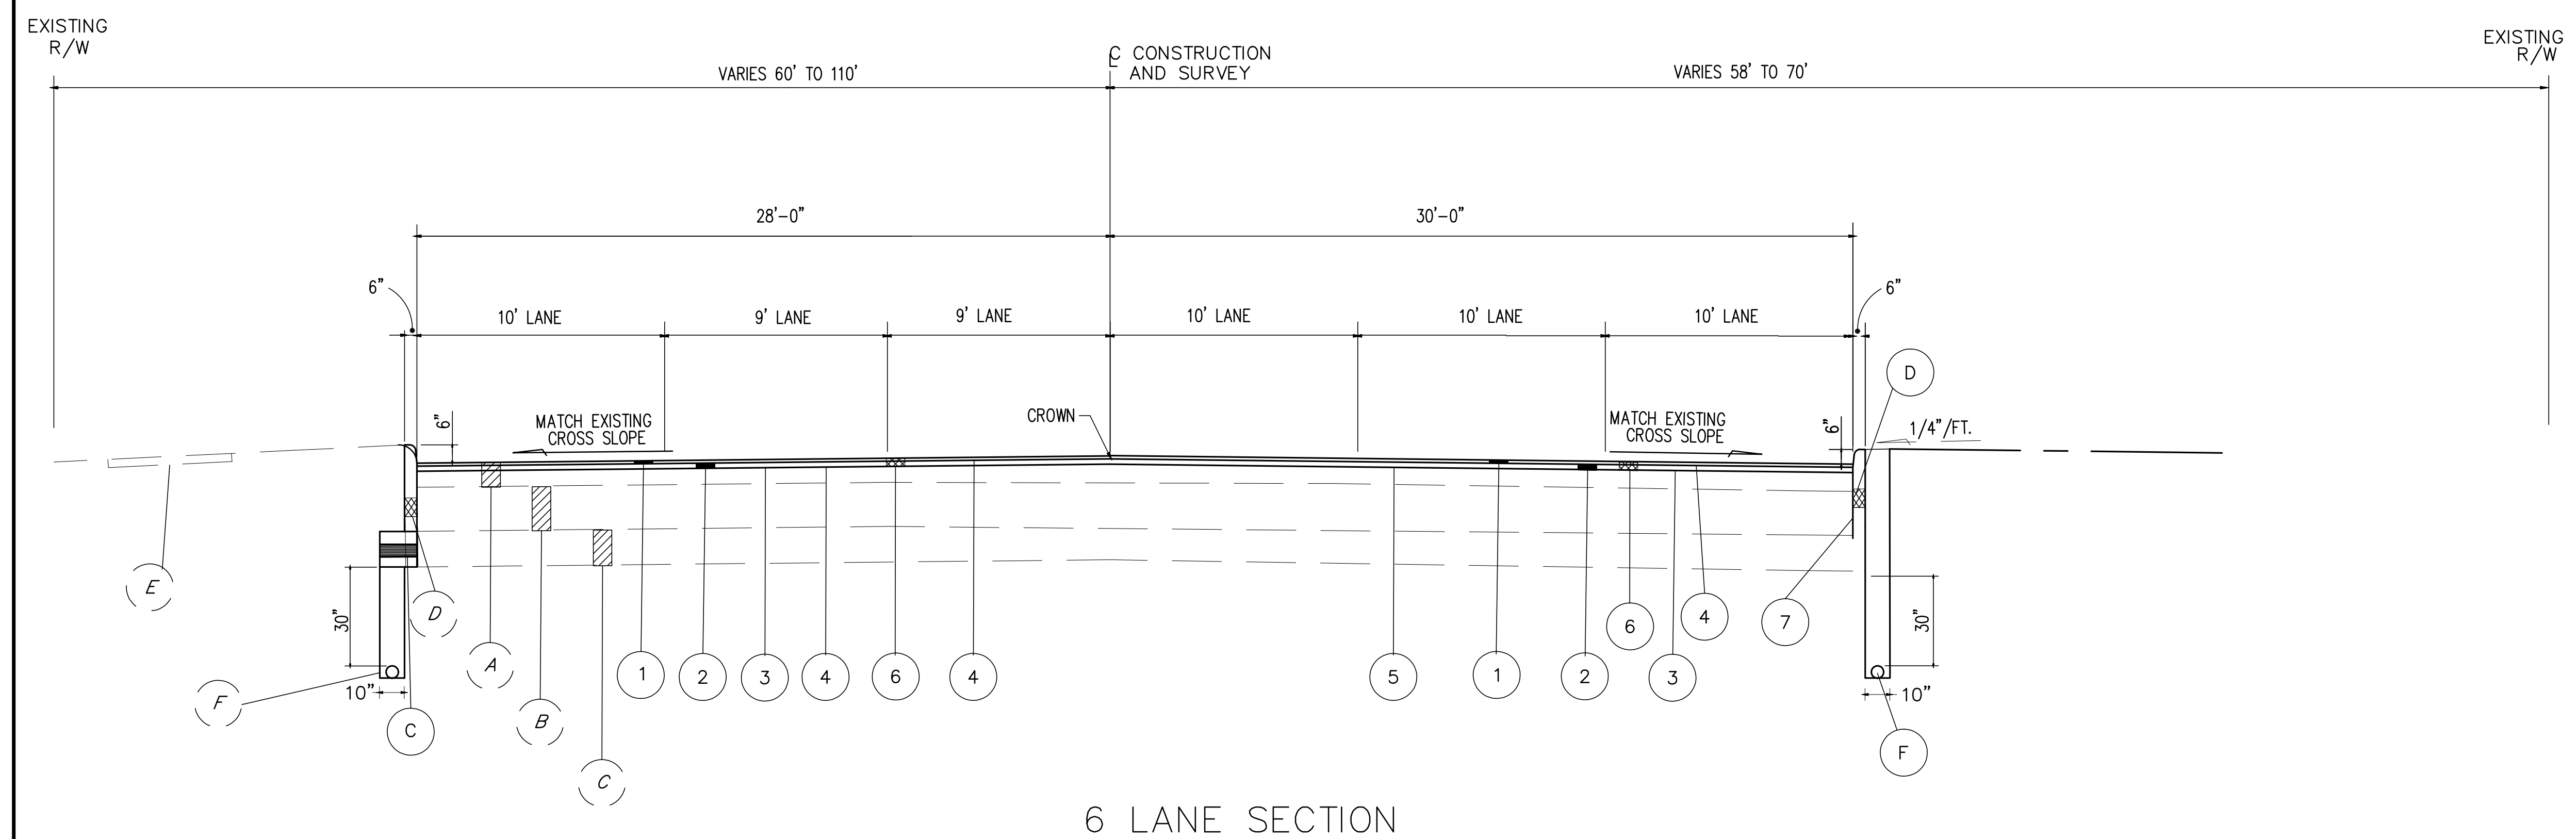 EXISTING
R/W
C L CONSTRUCTION
AND SURVEY
EXISTING
R/W
VARIES 60' TO 110'
VARIES 58' TO 70'
28'-0"
30'-0"
6"
6"
10' LANE
9' LANE
9' LANE
10' LANE
10' LANE
10' LANE
D
6"
MATCH EXISTING
CROSS SLOPE
CROWN
MATCH EXISTING
CROSS SLOPE
6"
1/4"/FT.
E
30"
D
A
1
2
3
4
6
4
5
1
2
6
3
4
7
30"
F
10"
C
B
C
10"
F
6 LANE SECTION